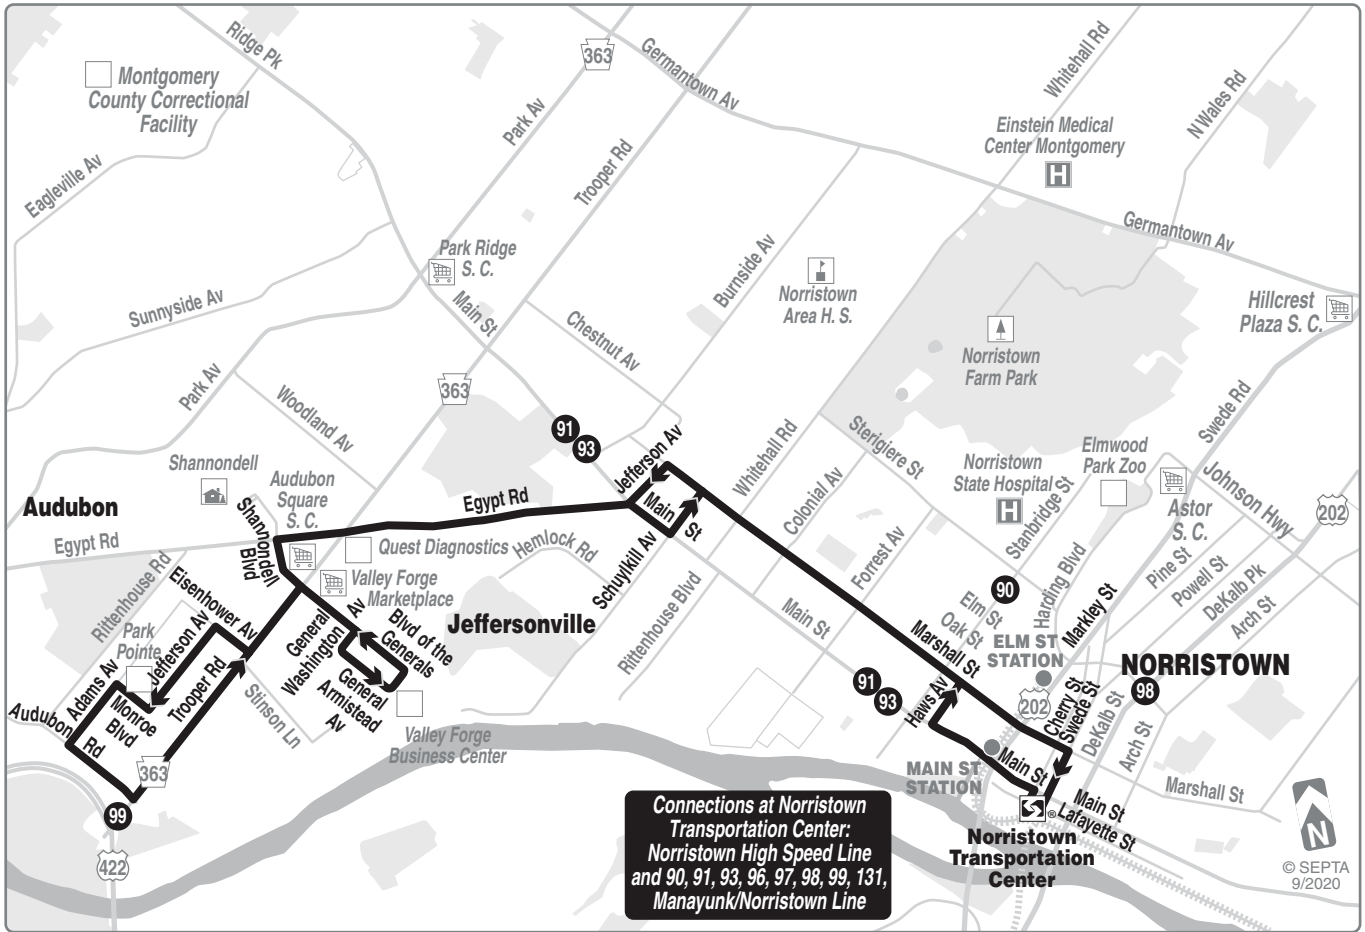 Ridge Pk
363
Germantown Av
Whitehall Rd
Montgomery
County Correctional
Facility
Park Av
N Wales Rd
Einstein Medical
Center Montgomery
H
Trooper Rd
Eagleville Av
Germantown Av
Park Ridge
S. C.
Burnside Av
Norristown
Area H. S.
Sunnyside Av
Main St
Hillcrest
Plaza S. C.
Chestnut Av
Norristown
Farm Park
Park Av
363
Woodland Av
Swede Rd
91
93
Jefferson Av
Whitehall Rd
Sterigiere St
Elmwood
Park Zoo
Shannondell
Audubon
Square
S. C.
Colonial Av
Norristown
State Hospital
H
Stanbridge St
Astor
S. C.
Johnson Hwy
202
Audubon
Egypt Rd
Main St
Egypt Rd
Shannondell
Blvd
Quest Diagnostics
Hemlock Rd
Schuylkill Av
Forrest Av
Harding Blvd
Pine St
Powell St
DeKalb Pk
Arch St
Rittenhouse Rd
Eisenhower Av
Valley Forge
Marketplace
Rittenhouse Blvd
Main St
90
Elm St
Oak St
Markley St
Jeffersonville
General
Washington
Av
Blvd of the
Generals
Park
Pointe
Jefferson Av
Marshall St
ELM ST
STATION
NORRISTOWN
Adams Av
Trooper Rd
General
Armistead
Av
91
93
Haws Av
202
Cherry St
Swede St
98
DeKalb St
Arch St
Audubon
Rd
Monroe
Blvd
Stinson Ln
Valley Forge
Business Center
363
MAIN ST
STATION
Main St
Marshall St
99
422
Main St
Lafayette St
®
Norristown
Transportation
Center
Connections at Norristown
Transportation Center:
Norristown High Speed Line
and 90, 91, 93, 96, 97, 98, 99, 131,
Manayunk/Norristown Line
N
© SEPTA
9/2020